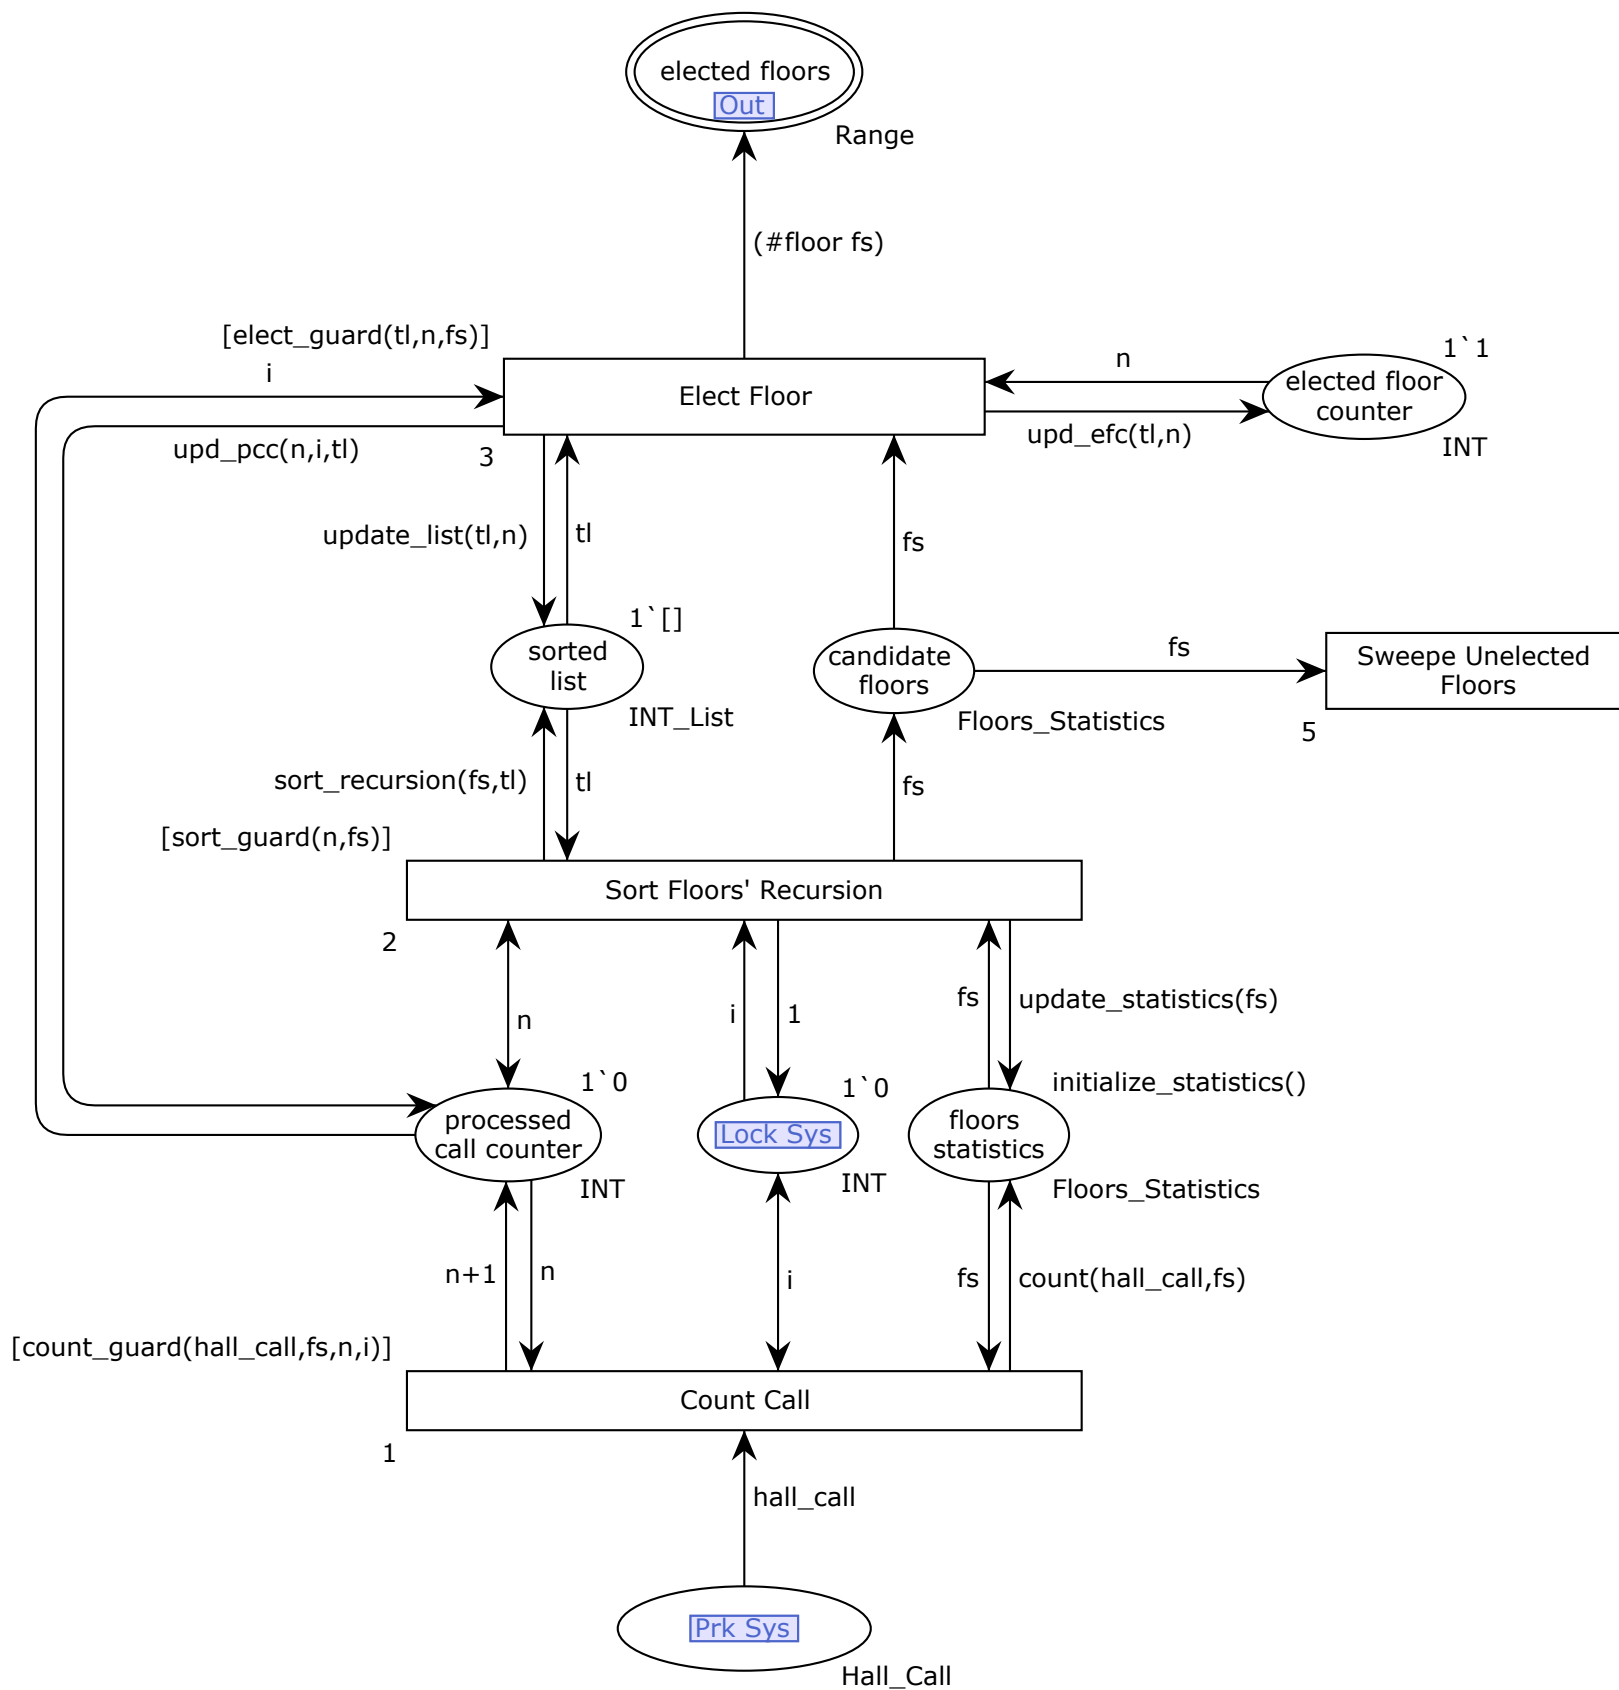 elected floors
Out
Range
(#floor fs)
[elect_guard(tl,n,fs)]
i
n
1`1
Elect Floor
elected floor
counter
upd_pcc(n,i,tl)
3
upd_efc(tl,n)
INT
update_list(tl,n)
tl
fs
1`[]
sorted
list
candidate
floors
fs
Sweepe Unelected
Floors
INT_List
Floors_Statistics
5
sort_recursion(fs,tl)
tl
fs
[sort_guard(n,fs)]
Sort Floors' Recursion
2
n
i
1
fs
update_statistics(fs)
1`0
1`0
initialize_statistics()
processed
call counter
Lock Sys
floors
statistics
INT
INT
Floors_Statistics
n+1
n
i
fs
count(hall_call,fs)
[count_guard(hall_call,fs,n,i)]
Count Call
1
hall_call
Prk Sys
Hall_Call